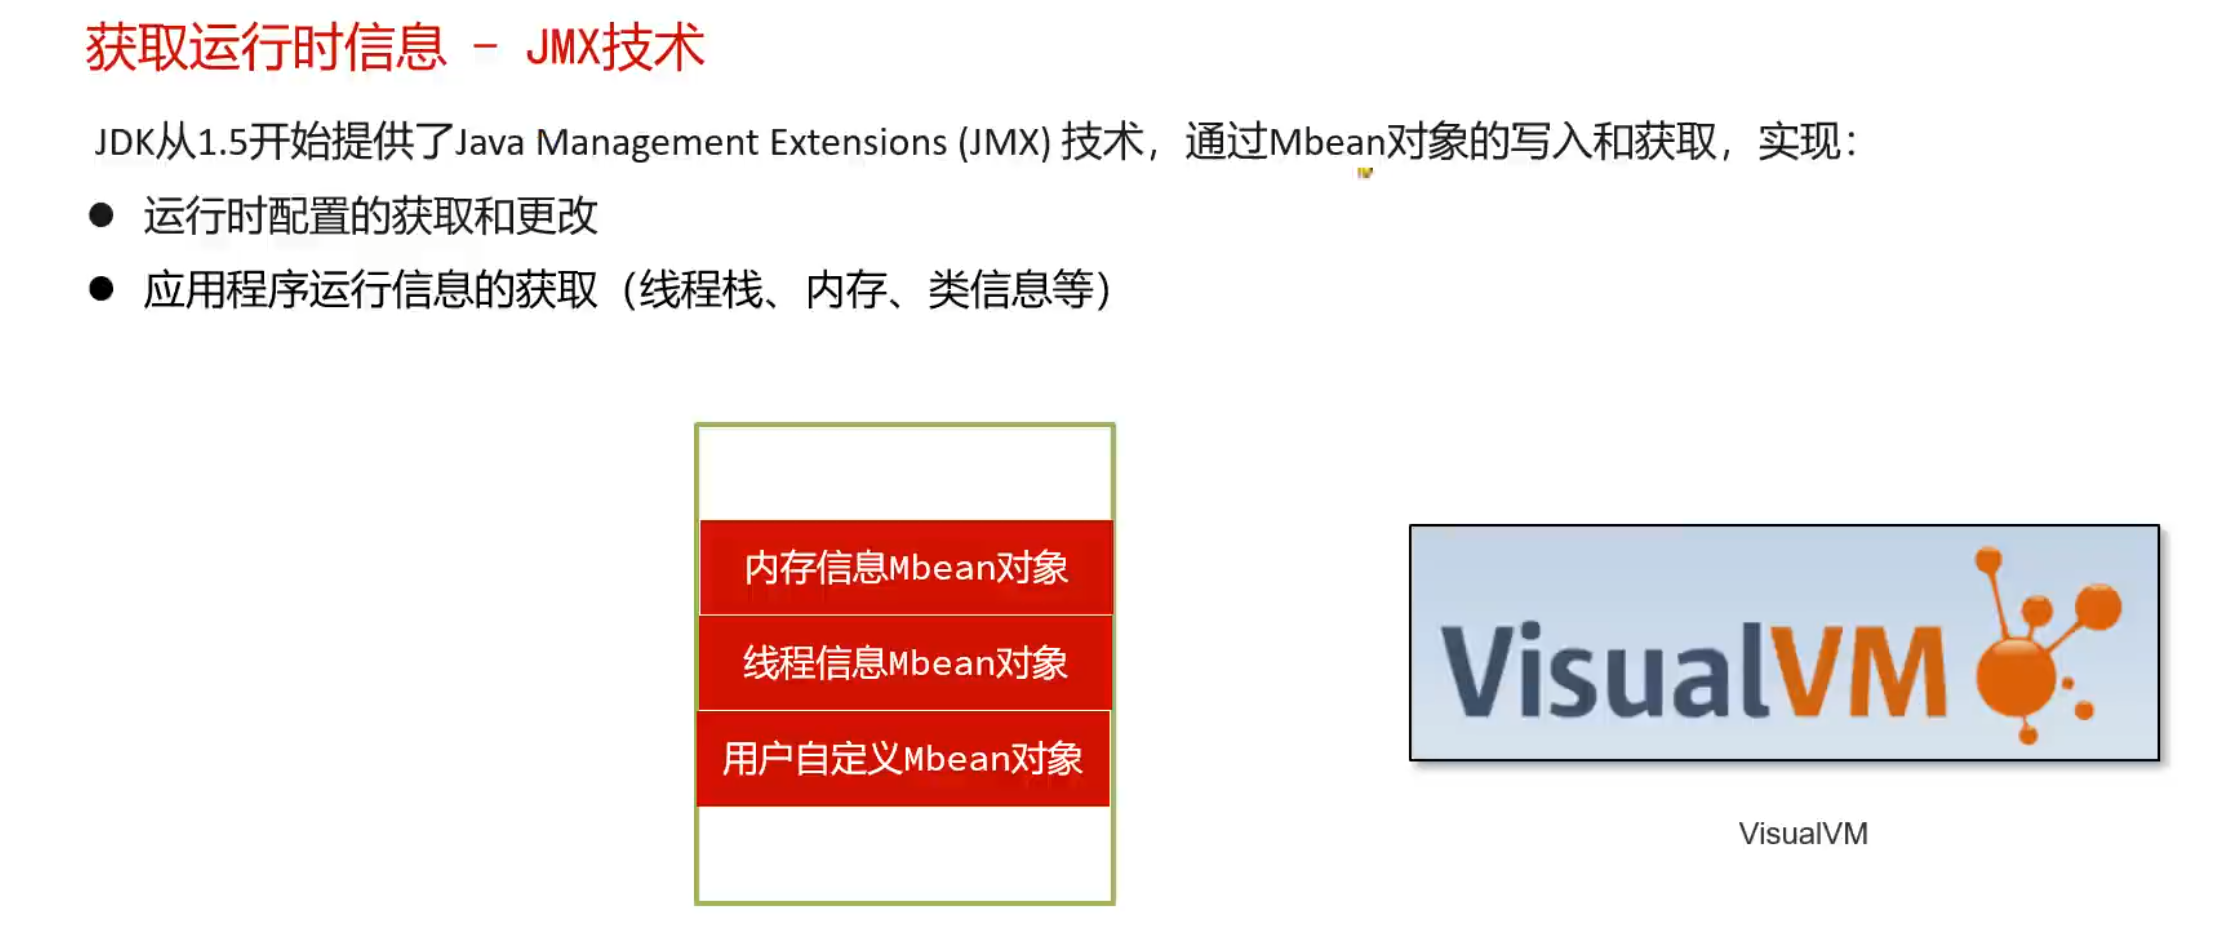 获取运行时信息 - JMX技术
JDK从1.5开始提供了Java Management Extensions (JMX) 技术，通过Mbean对象的写入和获取，实现：
● 运行时配置的获取和更改
● 应用程序运行信息的获取（线程栈、内存、类信息等）
内存信息Mbean对象
线程信息Mbean对象
用户自定义Mbean对象
VisualVM
VisualVM